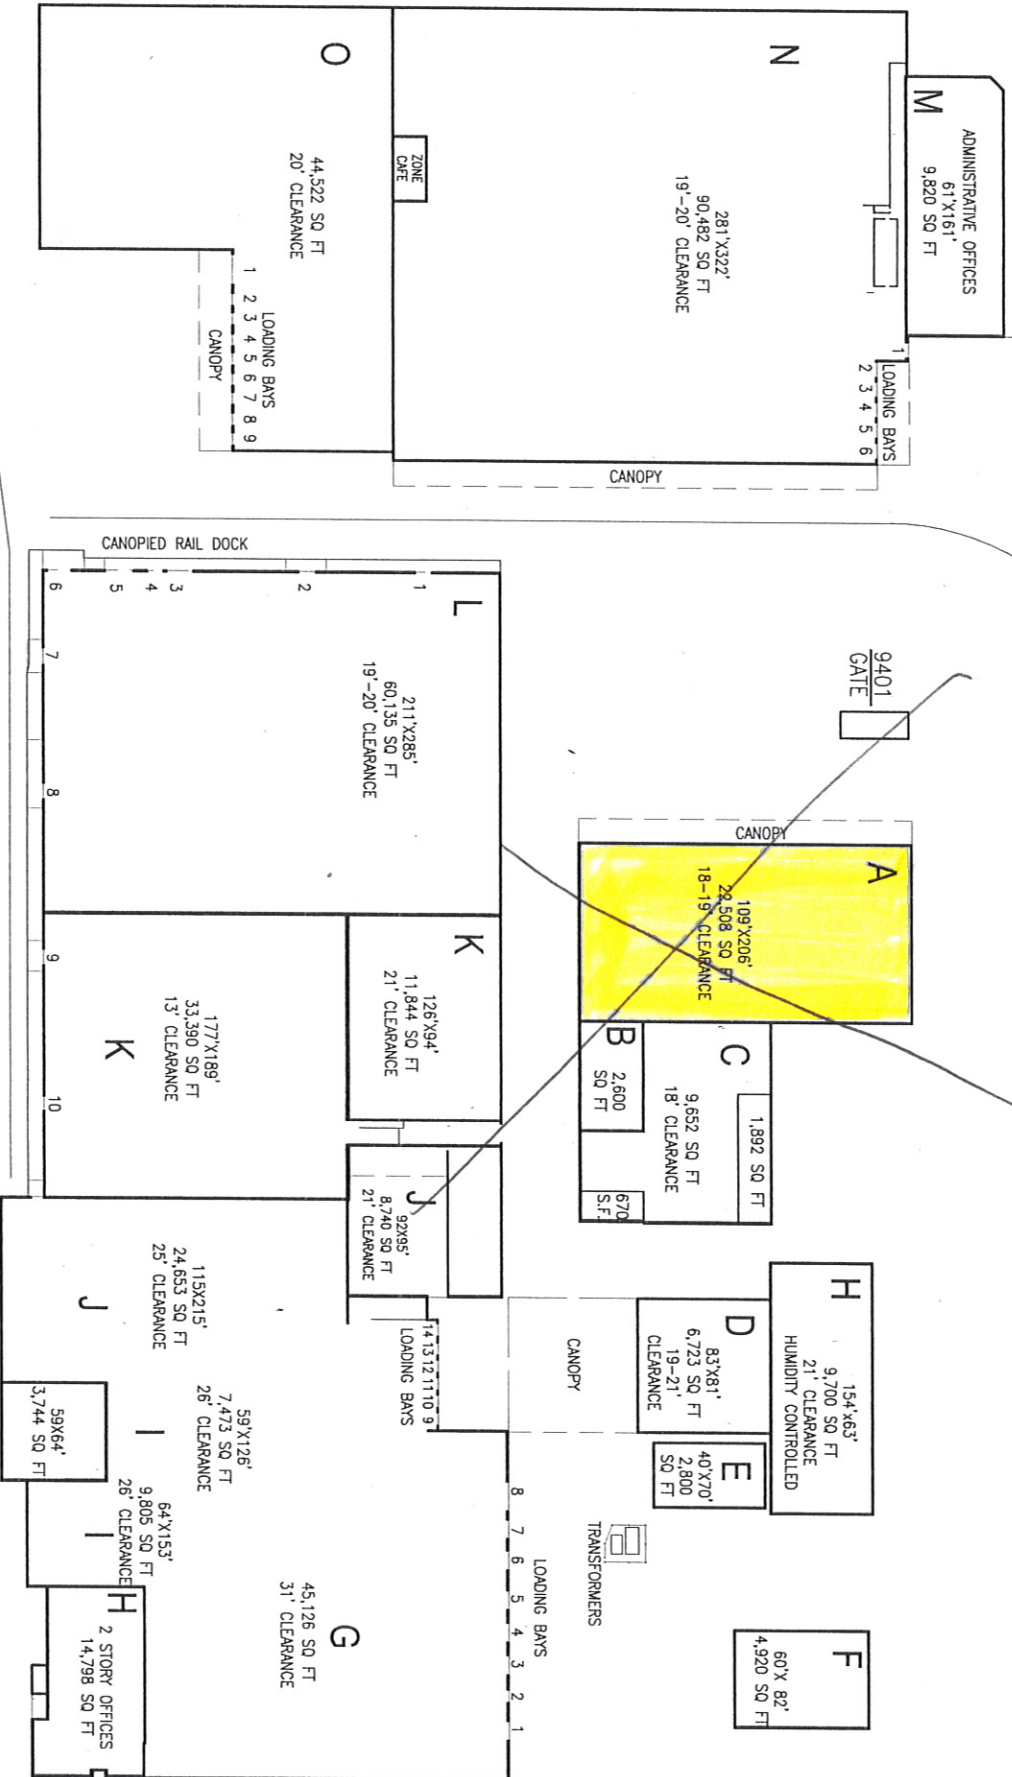 M
ADMINISTRATIVE OFFICES
61'X161'
9,820 SQ FT
N
281'X322'
90,482 SQ FT
19'-20' CLEARANCE
1
LOADING BAYS
2 3 4 5 6
CANOPY
ZONE
CAFE
O
44,522 SQ FT
20' CLEARANCE
LOADING BAYS
1 2 3 4 5 6 7 8 9
CANOPY
9401
GATE
CANOPIED RAIL DOCK
L
211'X285'
60,135 SQ FT
19'-20' CLEARANCE
1
2
3
4
5
6
7
8
9
10
CANOPY
A
109'X206'
22,508 SQ FT
18-19' CLEARANCE
B
2,600
SQ FT
C
9,652 SQ FT
18' CLEARANCE
1,892 SQ FT
670
S.F.
K
126'X94'
11,844 SQ FT
21' CLEARANCE
K
177'X189'
33,390 SQ FT
13' CLEARANCE
J
92X95'
8,740 SQ FT
21' CLEARANCE
H
154'x63'
9,700 SQ FT
21' CLEARANCE
HUMIDITY CONTROLLED
D
83'X81'
6,723 SQ FT
19-21'
CLEARANCE
CANOPY
E
40'X70'
2,800
SQ FT
TRANSFORMERS
F
60'X 82'
4,920 SQ FT
14 13 12 11 10 9
LOADING BAYS
8 7 6 5 4 3 2 1
LOADING BAYS
J
115X215'
24,653 SQ FT
25' CLEARANCE
I
59'X126'
7,473 SQ FT
26' CLEARANCE
59X64'
3,744 SQ FT
I
64'X153'
9,805 SQ FT
26' CLEARANCE
G
45,126 SQ FT
31' CLEARANCE
H
2 STORY OFFICES
14,798 SQ FT